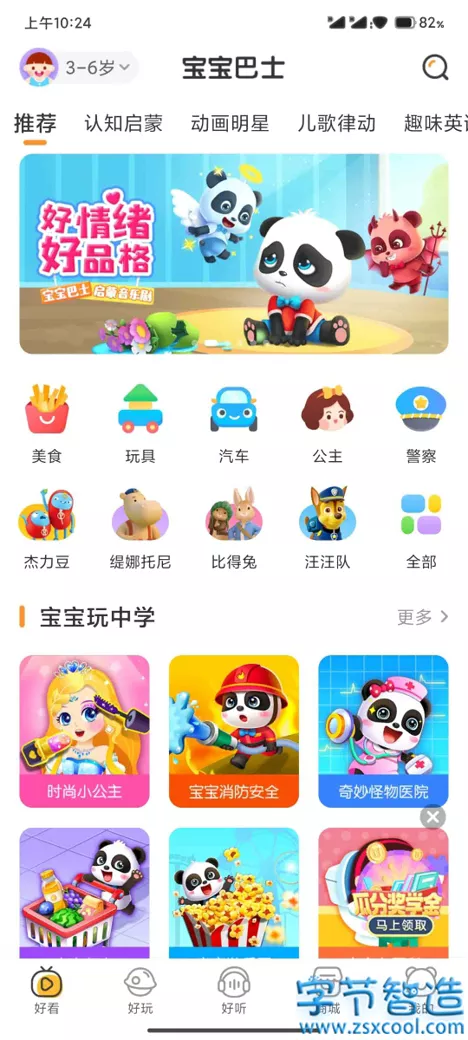 上午10:24
82%
3-6岁
宝宝巴士
推荐 认知启蒙 动画明星 儿歌律动 趣味英
好情绪
好品格
宝宝巴士 启蒙音乐剧
美食 玩具 汽车 公主 警察
杰力豆 缇娜托尼 比得兔 汪汪队 全部
宝宝玩中学 更多
时尚小公主 宝宝消防安全 奇妙怪物医院
瓜分奖学金
马上领取
好看 好玩 好听 商城 我的
字节智造
www.zsxcool.com